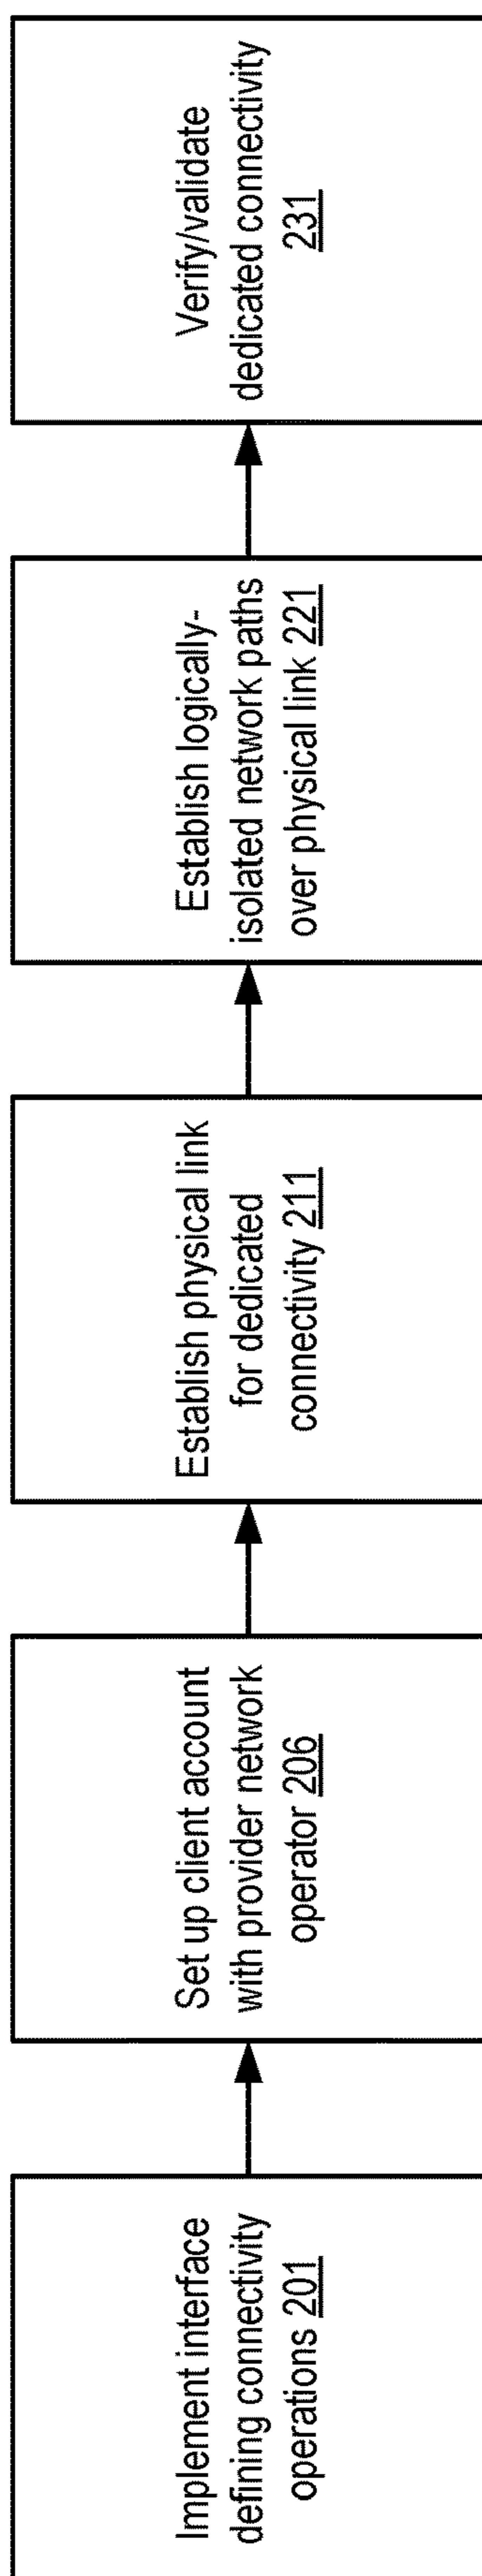 Implement interface
defining connectivity
operations 201
Set up client account
with provider network
operator 206
Establish physical link
for dedicated
connectivity 211
Establish logically-
isolated network paths
over physical link 221
Verify/validate
dedicated connectivity
231